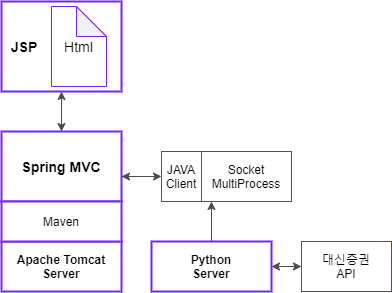 JSP
Html
Spring MVC
JAVA
Client
Socket
MultiProcess
Maven
Apache Tomcat
Server
Python
Server
대신증권
API